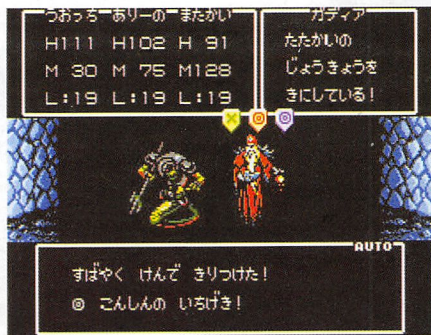 つおっち ありーの またかい
H111 H102 H 91
M 30 M 75 M128
L:19 L:19 L:19
ガディア
たたかいの
じょうきょうを
きにしている!
AUTO
すばやく けんで きりつけた!
◎ こんしんの いちげき!